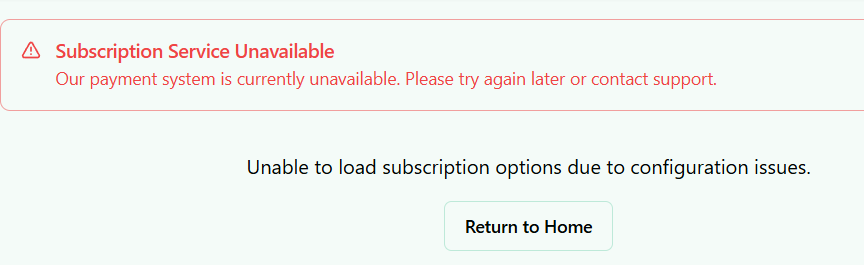 Subscription Service Unavailable
Our payment system is currently unavailable. Please try again later or contact support.
Unable to load subscription options due to configuration issues.
Return to Home